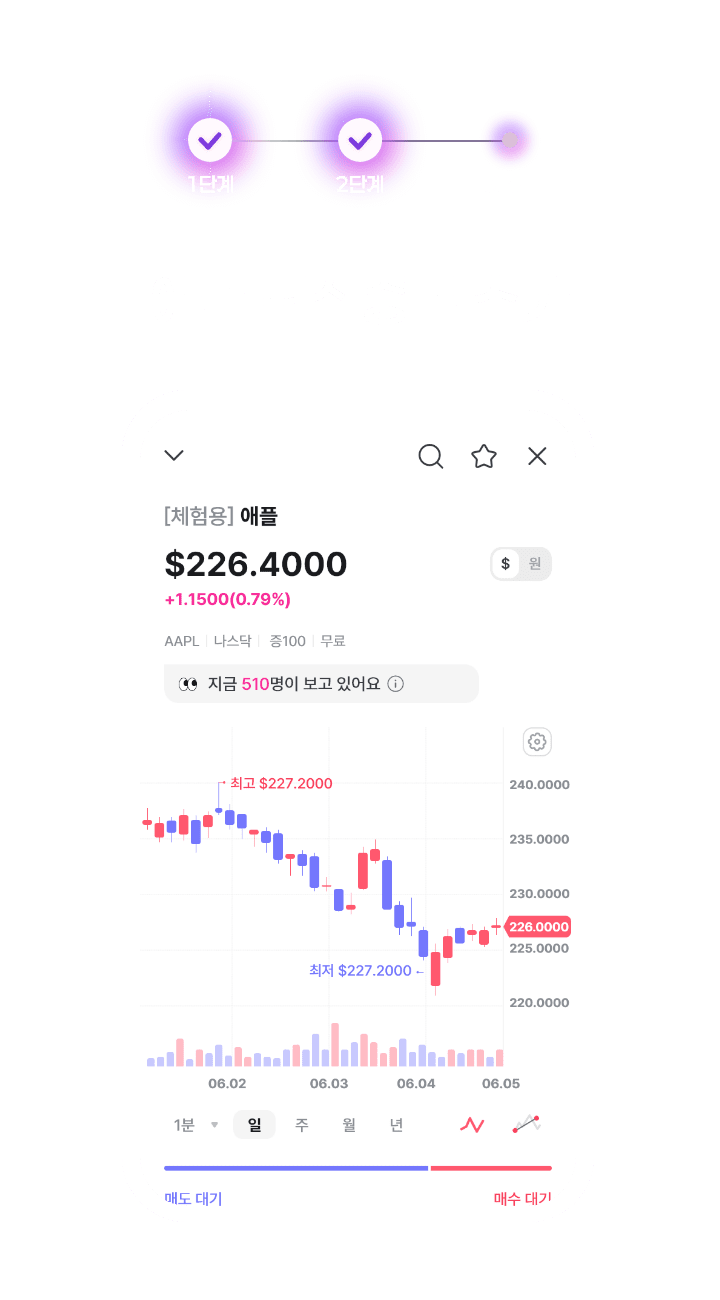 1단계 2단계
[체험용] 애플
$226.4000
$ 원
+1.1500(0.79%)
AAPL 나스닥 증100 무료
지금 510명이 보고 있어요
최고 $227.2000
240.0000
235.0000
230.0000
226.0000
225.0000
최저 $227.2000
220.0000
06.02 06.03 06.04 06.05
1분 일 주 월 년
매도 대기 매수 대기